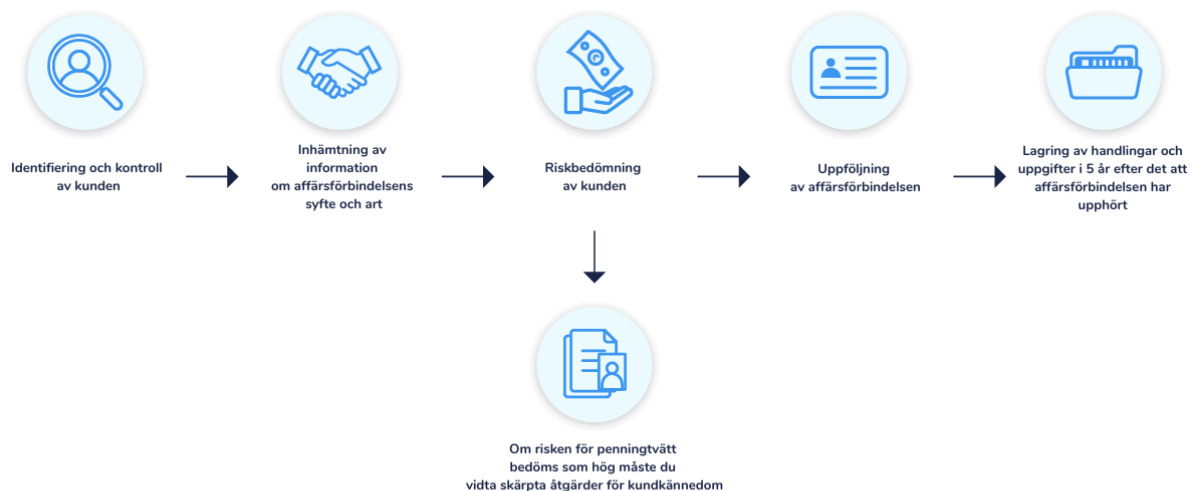 Identifiering och kontroll
av kunden
Inhämtning av
information
om affärsförbindelsens
syfte och art
Riskbedömning
av kunden
Uppföljning
av affärsförbindelsen
Lagring av handlingar och
uppgifter i 5 år efter det att
affärsförbindelsen har
upphört
Om risken för penningtvätt
bedöms som hög måste du
vidta skärpta åtgärder för kundkännedom